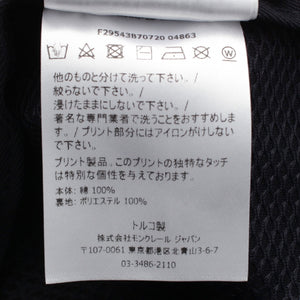 F29543870720 04863
他のものと分けて洗って下さい。/
絞らないで下さい。/
浸けたままにしないで下さい。/
著名な専門業者で洗うことをおすすめします。
/ プリント部分にはアイロンがけしないで下さい。
プリント製品。このプリントの独特なタッチは
特別な個性を与えています。
本体: 綿 100%
裏地: ポリエステル 100%
トルコ製
株式会社モンクレール ジャパン
〒107-0061 東京都港区北青山3-6-7
03-3486-2110